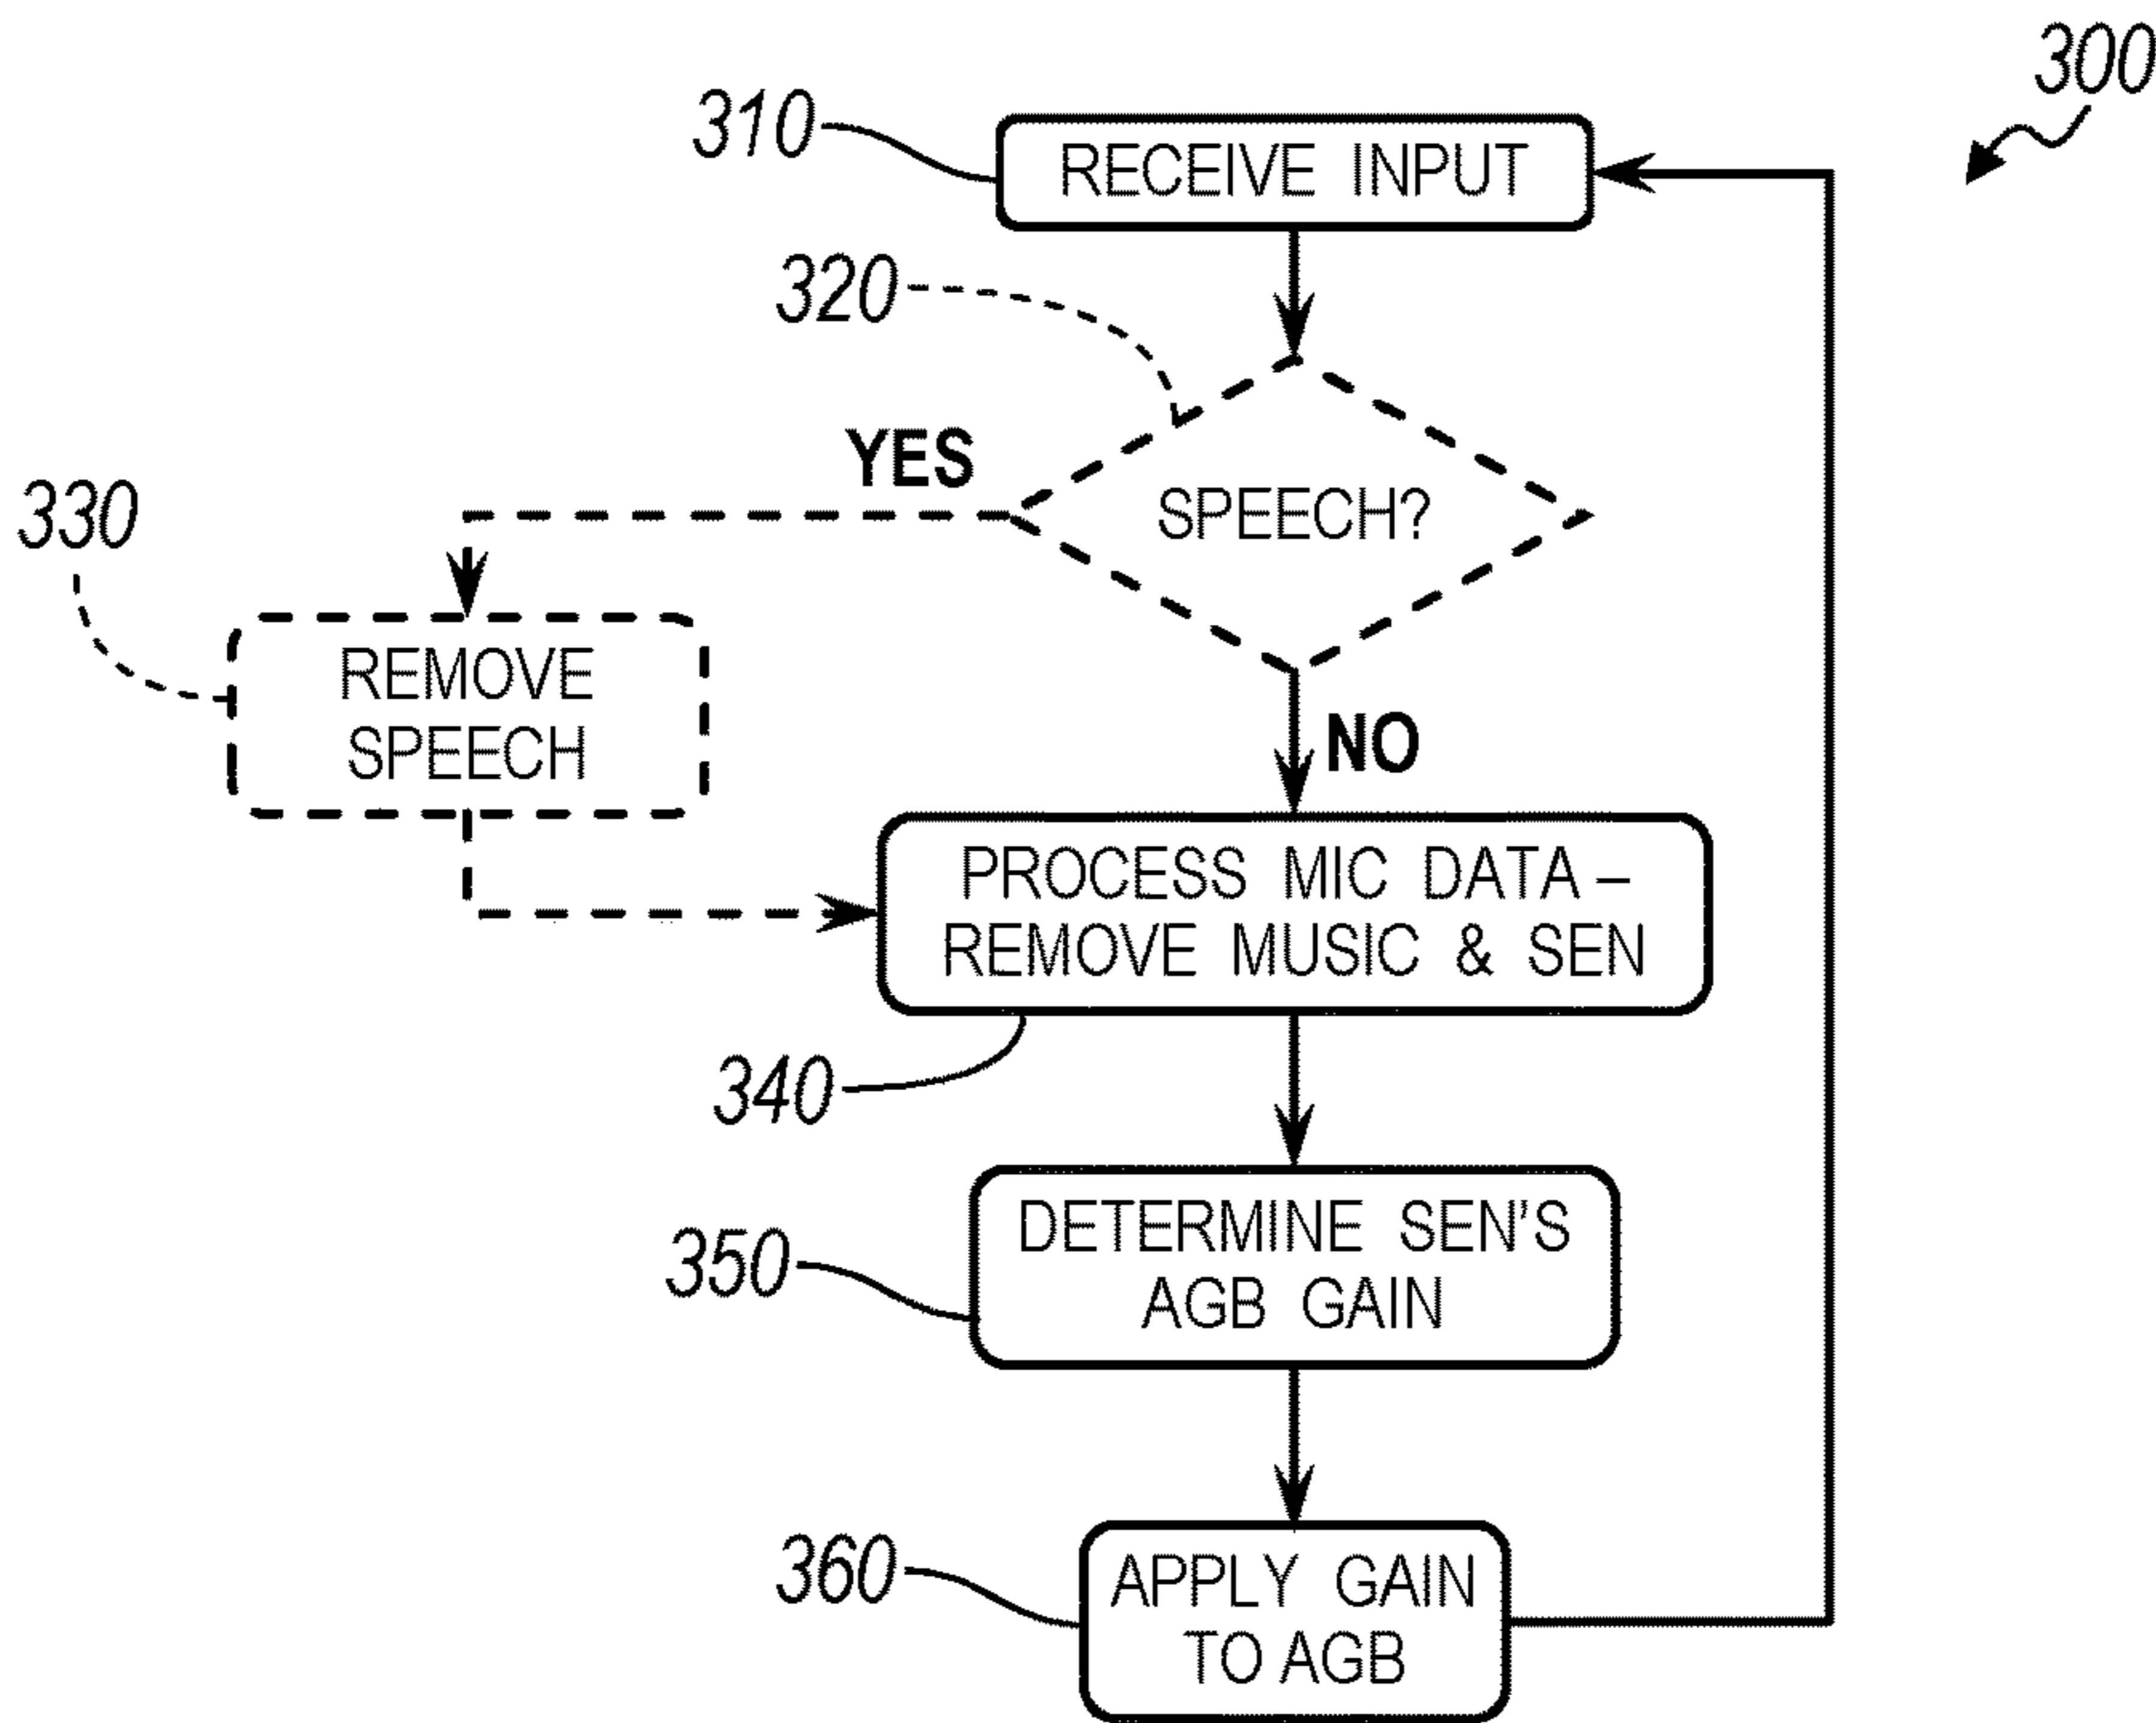 300
310
RECEIVE INPUT
320
YES
SPEECH?
330
REMOVE
SPEECH
NO
PROCESS MIC DATA –
REMOVE MUSIC & SEN
340
DETERMINE SEN'S
AGB GAIN
350
360
APPLY GAIN
TO AGB